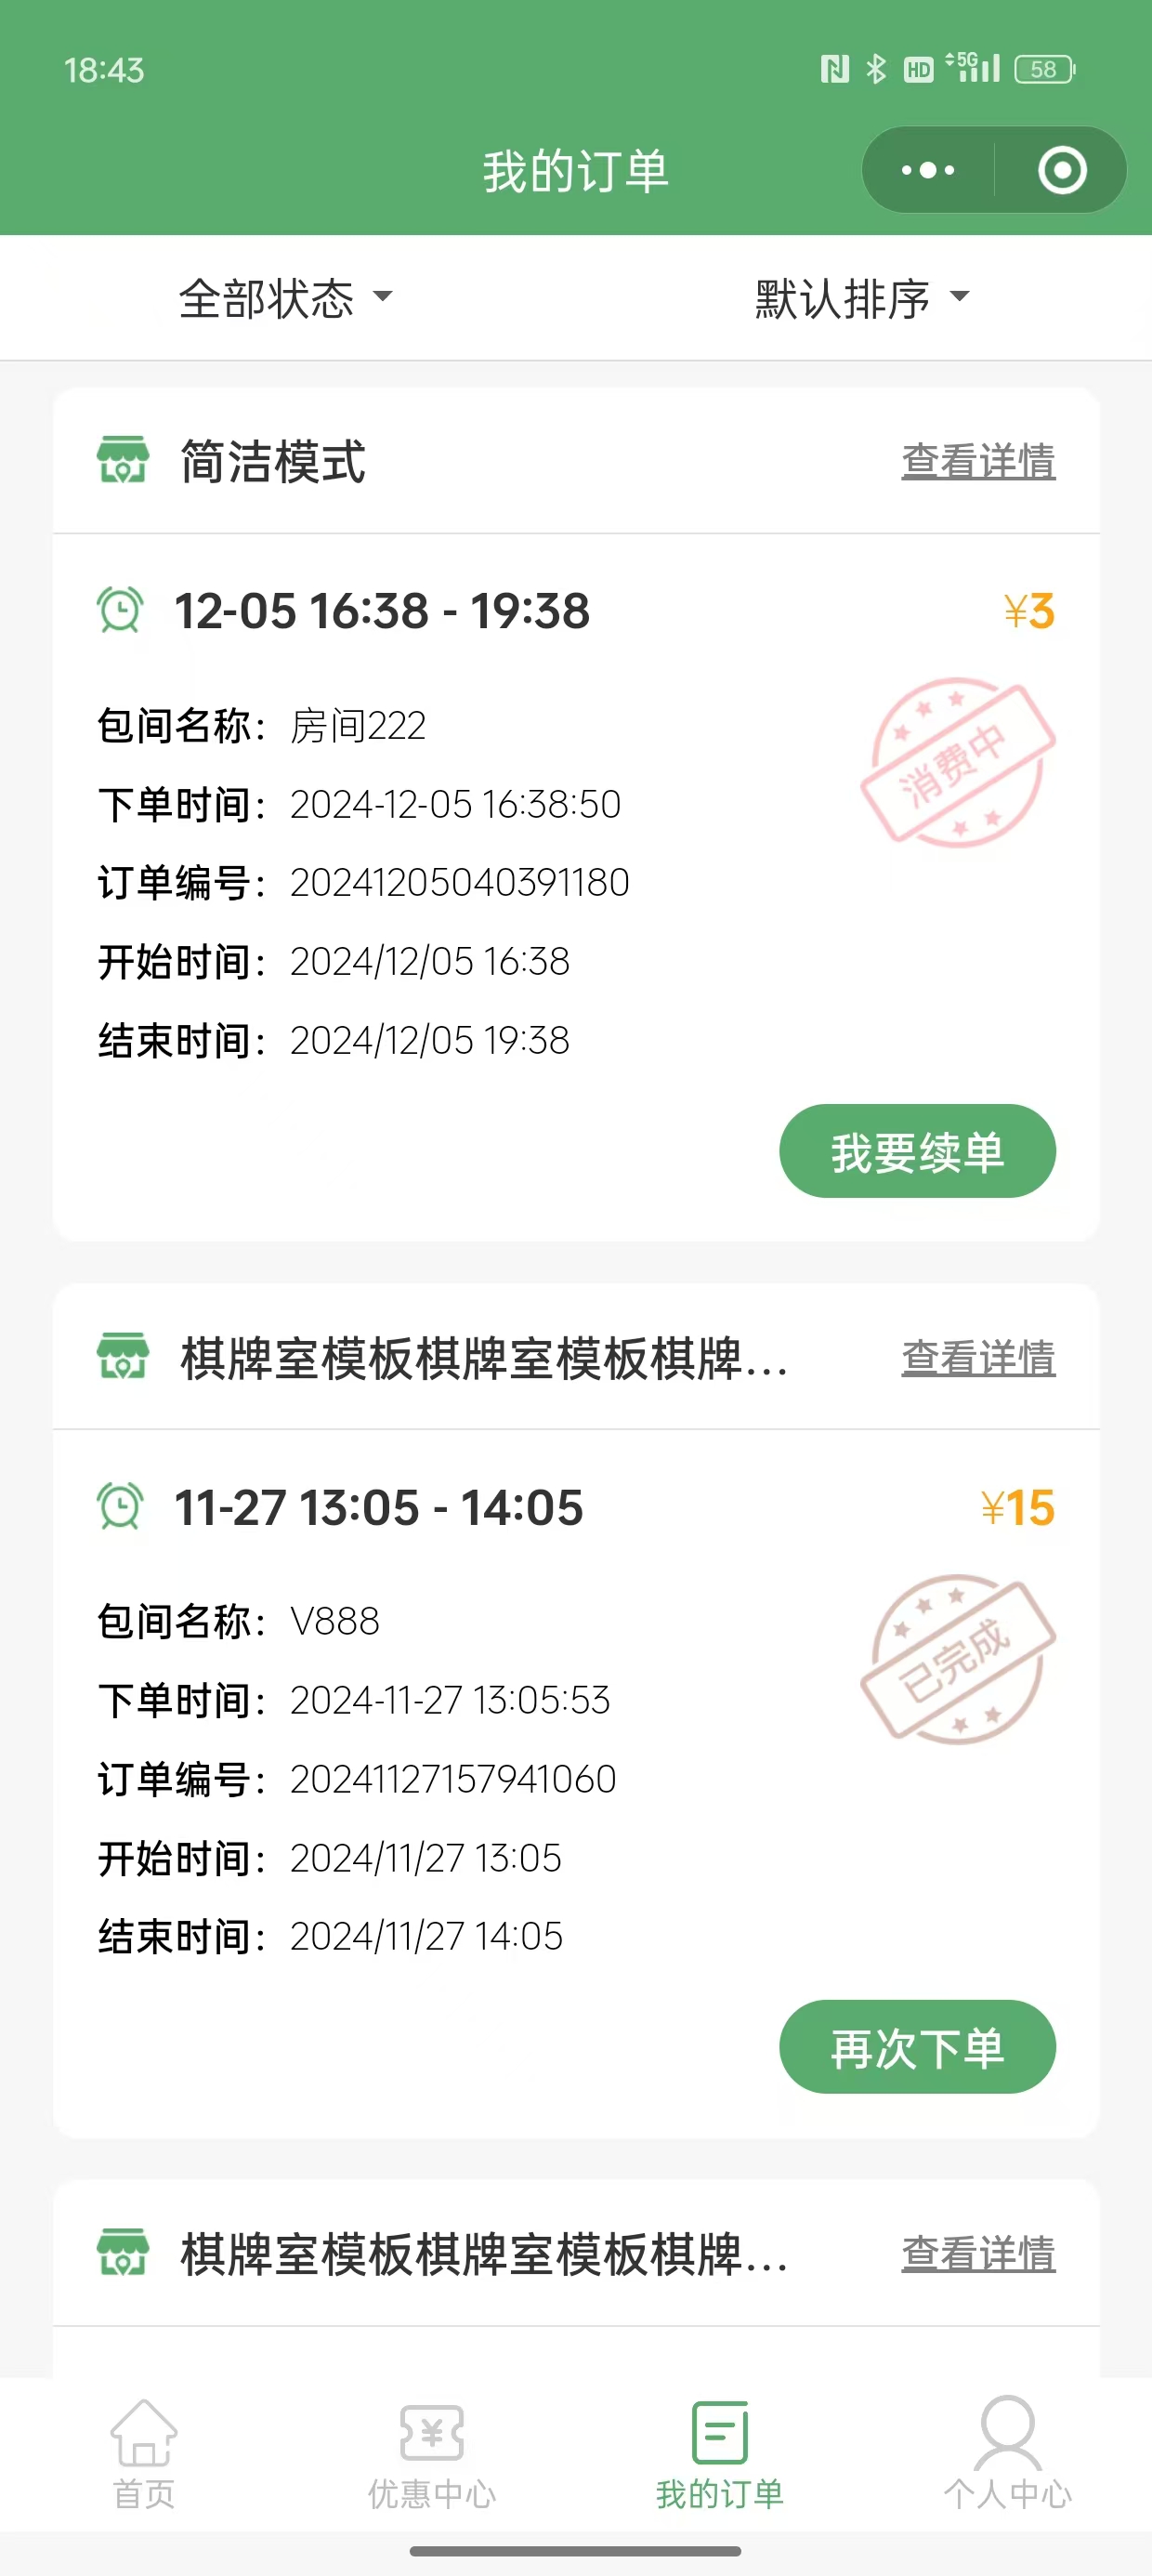 18:43
HD 5G 58
我的订单
全部状态 默认排序
简洁模式 查看详情
12-05 16:38 - 19:38 ¥3
包间名称： 房间222
消费中
下单时间： 2024-12-05 16:38:50
订单编号： 20241205040391180
开始时间： 2024/12/05 16:38
结束时间： 2024/12/05 19:38
我要续单
棋牌室模板棋牌室模板棋牌... 查看详情
11-27 13:05 - 14:05 ¥15
包间名称： V888
已完成
下单时间： 2024-11-27 13:05:53
订单编号： 20241127157941060
开始时间： 2024/11/27 13:05
结束时间： 2024/11/27 14:05
再次下单
棋牌室模板棋牌室模板棋牌... 查看详情
首页 优惠中心 我的订单 个人中心